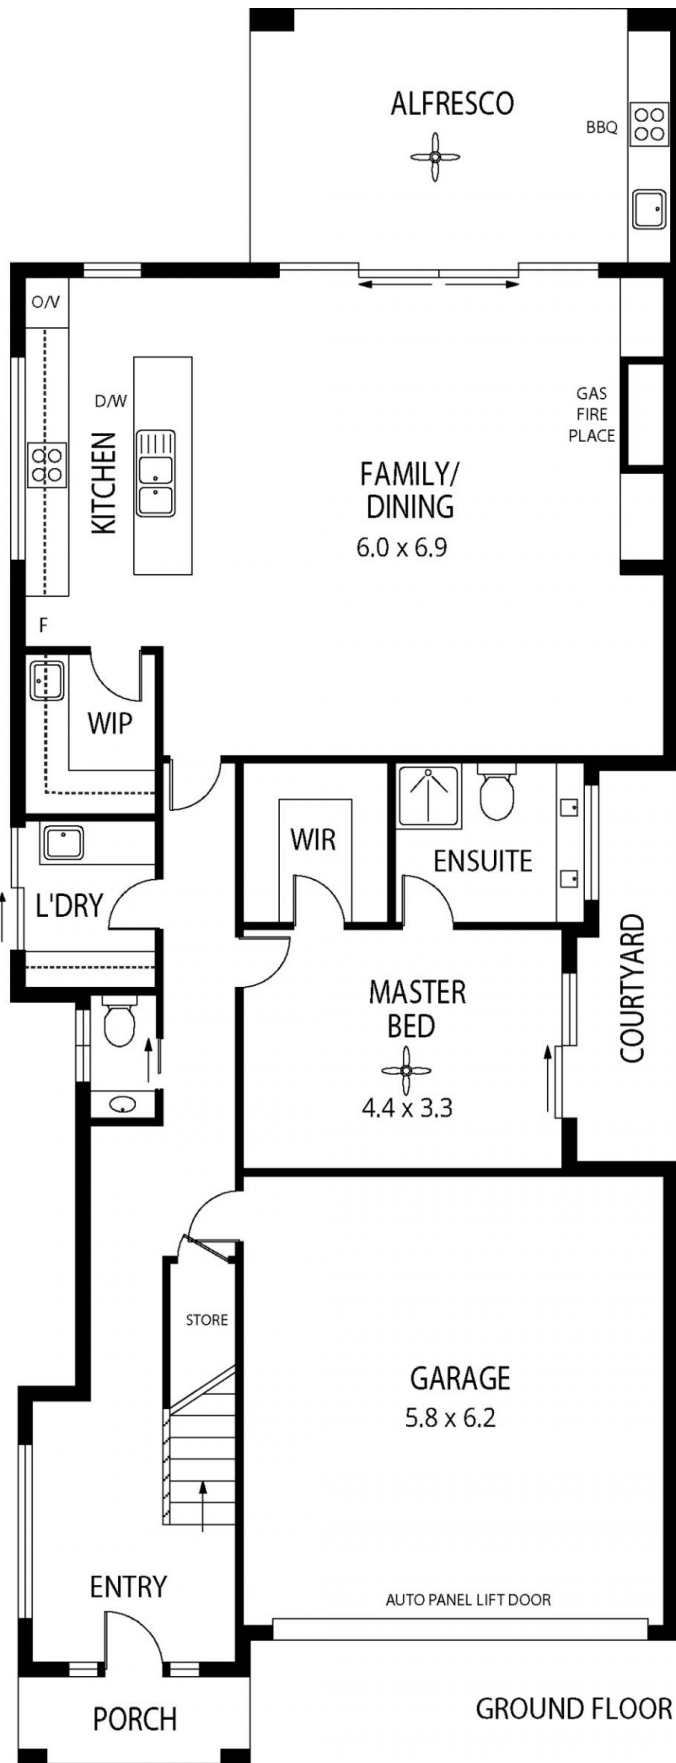 ALFRESCO
BBQ
O/V
D/W
KITCHEN
GAS
FIRE
PLACE
FAMILY/
DINING
6.0 x 6.9
F
WIP
WIR
ENSUITE
L'DRY
COURTYARD
MASTER
BED
4.4 x 3.3
STORE
GARAGE
5.8 x 6.2
ENTRY
AUTO PANEL LIFT DOOR
PORCH
GROUND FLOOR